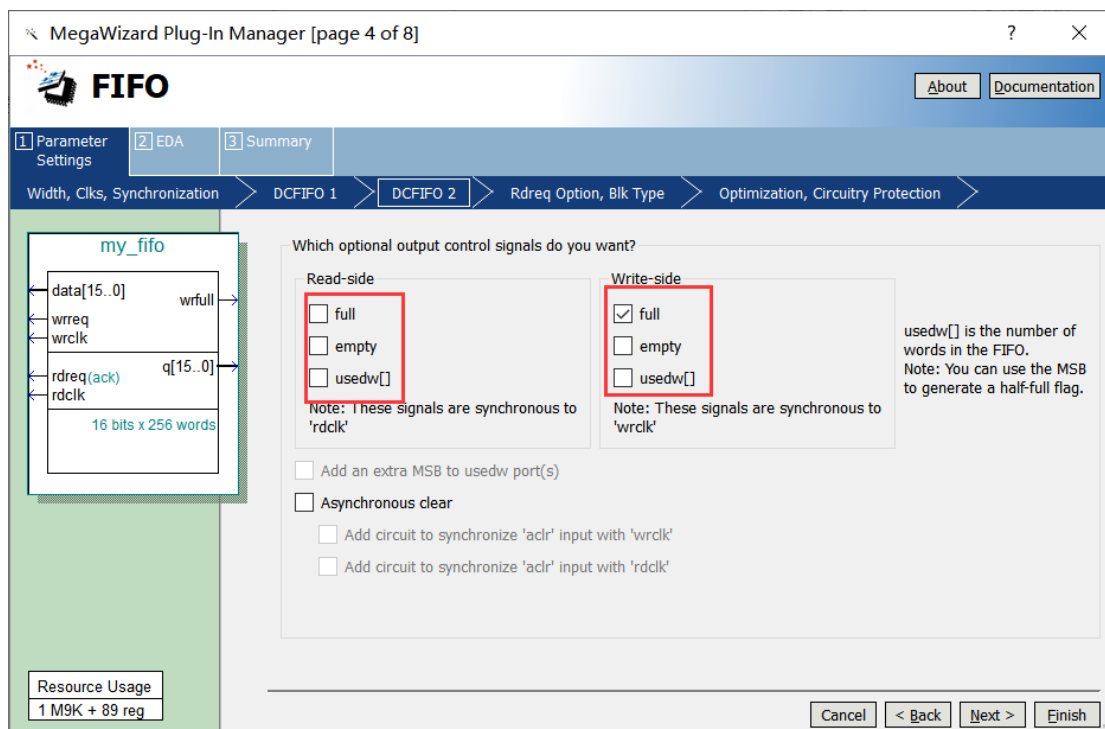 MegaWizard Plug-In Manager [page 4 of 8]
?
FIFO
About
Documentation
1 Parameter
Settings
2 EDA
3 Summary
Width, Clks, Synchronization
DCFIFO 1
DCFIFO 2
Rdreq Option, Blk Type
Optimization, Circuitry Protection
my_fifo
data[15..0]
wrfull
wrreq
wrclk
q[15..0]
rdreq(ack)
rdclk
16 bits x 256 words
Which optional output control signals do you want?
Read-side
full
empty
usedw[]
Note: These signals are synchronous to
'rdclk'
Write-side
full
empty
usedw[]
Note: These signals are synchronous to
'wrclk'
usedw[] is the number of
words in the FIFO.
Note: You can use the MSB
to generate a half-full flag.
Add an extra MSB to usedw port(s)
Asynchronous clear
Add circuit to synchronize 'aclr' input with 'wrclk'
Add circuit to synchronize 'aclr' input with 'rdclk'
Resource Usage
1 M9K + 89 reg
Cancel
< Back
Next >
Finish